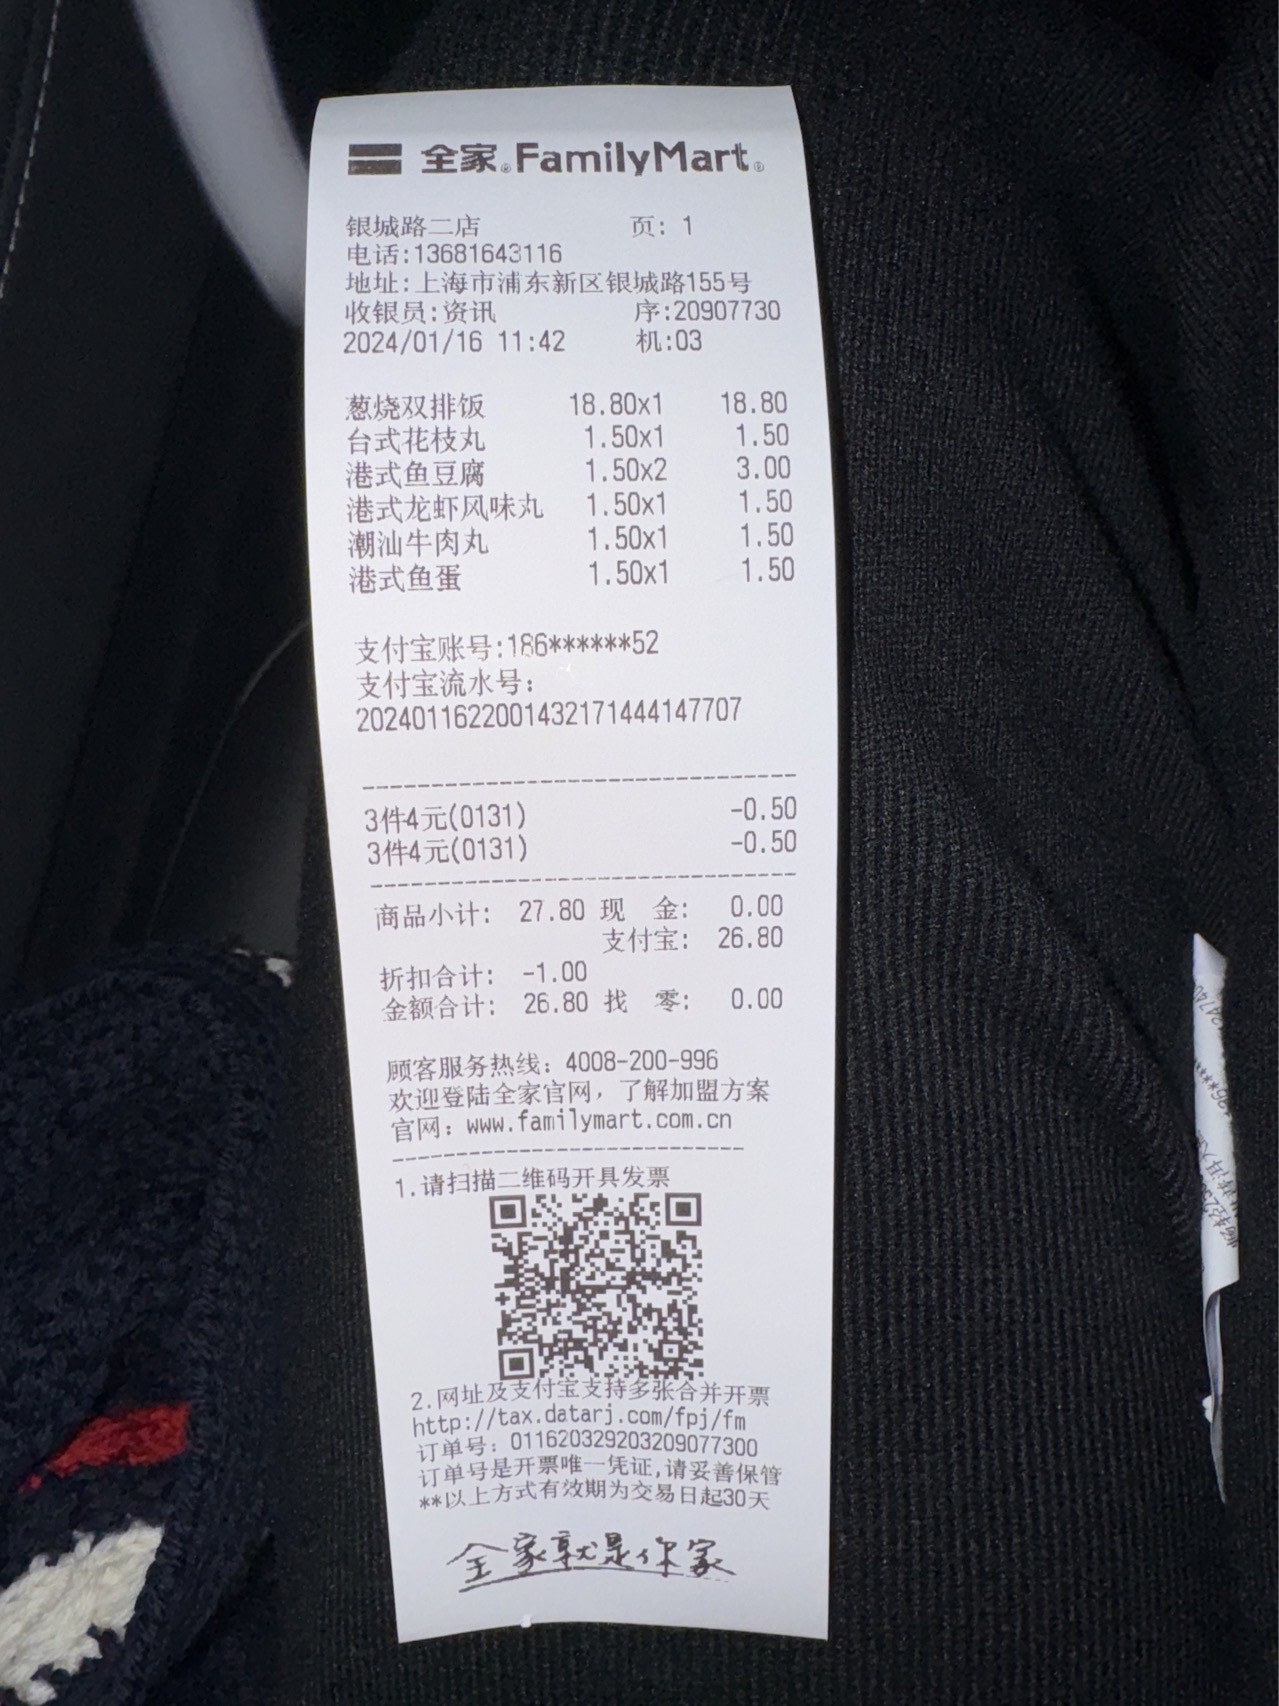 全家®FamilyMart®
银城路二店 页: 1
电话:13681643116
地址:上海市浦东新区银城路155号
收银员:资讯 序:20907730
2024/01/16 11:42 机:03
葱烧双排饭 18.80x1 18.80
台式花枝丸 1.50x1 1.50
港式鱼豆腐 1.50x2 3.00
港式龙虾风味丸 1.50x1 1.50
潮汕牛肉丸 1.50x1 1.50
港式鱼蛋 1.50x1 1.50
支付宝账号:186******52
支付宝流水号:
2024011622001432171444147707
3件4元(0131) -0.50
3件4元(0131) -0.50
商品小计: 27.80 现 金: 0.00
支付宝: 26.80
折扣合计: -1.00
金额合计: 26.80 找 零: 0.00
顾客服务热线: 4008-200-996
欢迎登陆全家官网，了解加盟方案
官网: www.familymart.com.cn
1.请扫描二维码开具发票
2.网址及支付宝支持多张合并开票
http://tax.datarj.com/fpj/fm
订单号: 011620329203209077300
订单号是开票唯一凭证,请妥善保管
**以上方式有效期为交易日起30天
全家就是你家